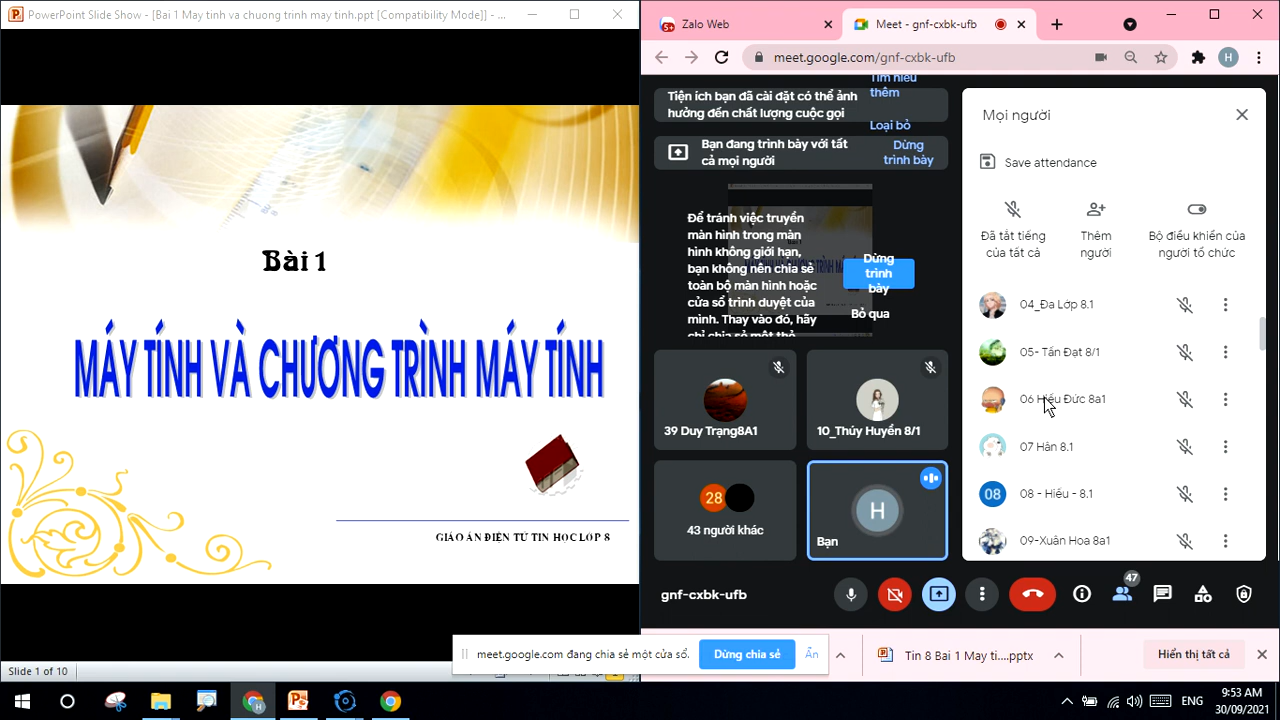 PowerPoint Slide Show - [Bai 1 May tinh va chuong trinh may tinh.ppt [Compatibility Mode]] - ...
Bài 1
MÁY TÍNH VÀ CHƯƠNG TRÌNH MÁY TÍNH
GIÁO ÁN ĐIỆN TỬ TIN HỌC LỚP 8
Slide 1 of 10
Zalo Web
Meet - gnf-cxbk-ufb
meet.google.com/gnf-cxbk-ufb
H
Tiện ích bạn đã cài đặt có thể ảnh
hưởng đến chất lượng cuộc gọi
Tìm hiểu
thêm
Loại bỏ
Bạn đang trình bày với tất
cả mọi người
Dừng
trình bày
Để tránh việc truyền
màn hình trong màn
hình không giới hạn,
bạn không nên chia sẻ
toàn bộ màn hình hoặc
cửa sổ trình duyệt của
mình. Thay vào đó, hãy
chỉ chia sẻ một thẻ
Dừng
trình
bày
Bỏ qua
39 Duy Trạng8A1
10_Thúy Huyền 8/1
28
43 người khác
H
Bạn
Mọi người
Save attendance
Đã tắt tiếng
của tất cả
Thêm
người
Bộ điều khiển của
người tổ chức
04_Đa Lớp 8.1
05- Tấn Đạt 8/1
06 Hiếu Đức 8a1
07 Hân 8.1
08
08 - Hiếu - 8.1
09-Xuân Hoa 8a1
gnf-cxbk-ufb
47
meet.google.com đang chia sẻ một cửa sổ.
Dừng chia sẻ
Ẩn
Tin 8 Bai 1 May ti....pptx
Hiển thị tất cả
ENG
9:53 AM
30/09/2021